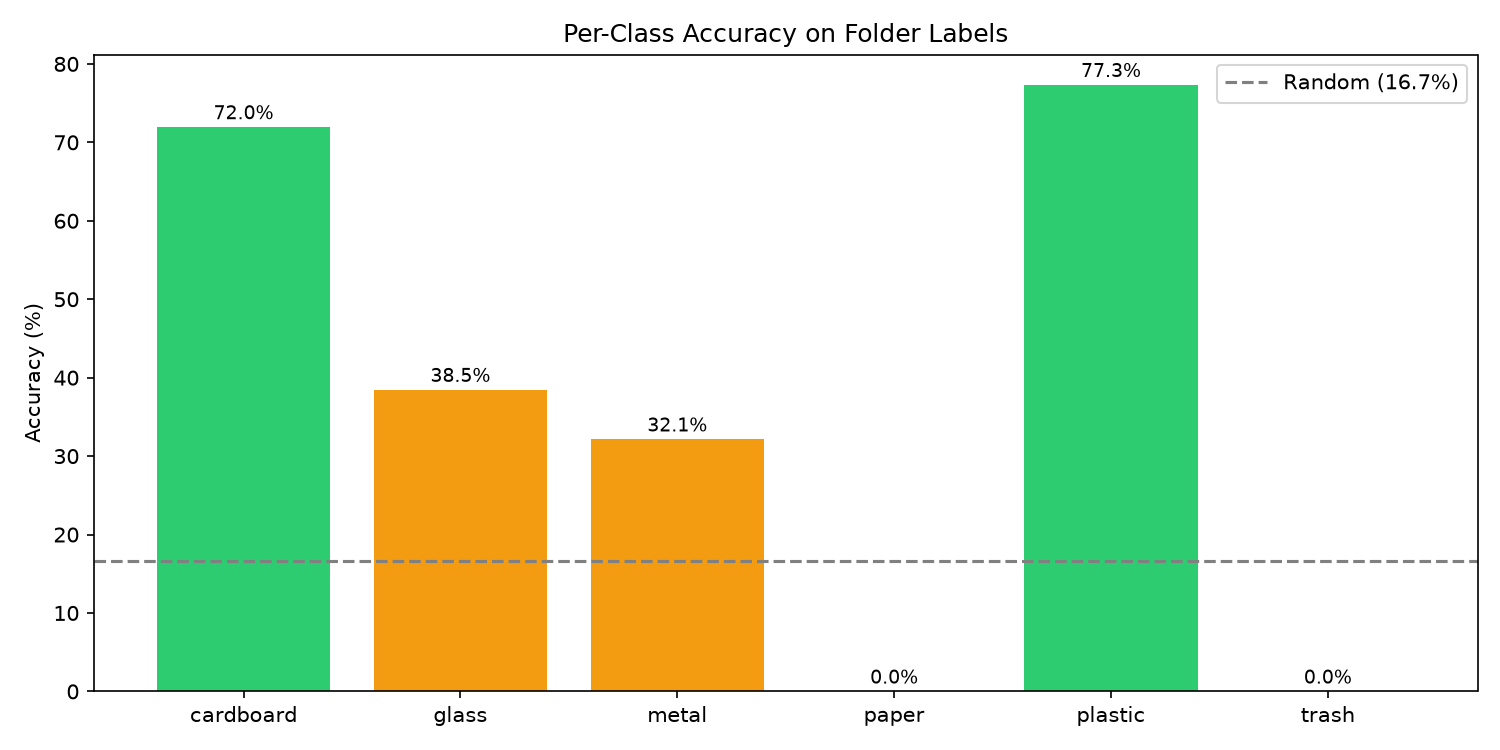 Per-Class Accuracy on Folder Labels
Accuracy (%)
80
70
60
50
40
30
20
10
0
72.0%
38.5%
32.1%
0.0%
77.3%
0.0%
Random (16.7%)
cardboard
glass
metal
paper
plastic
trash